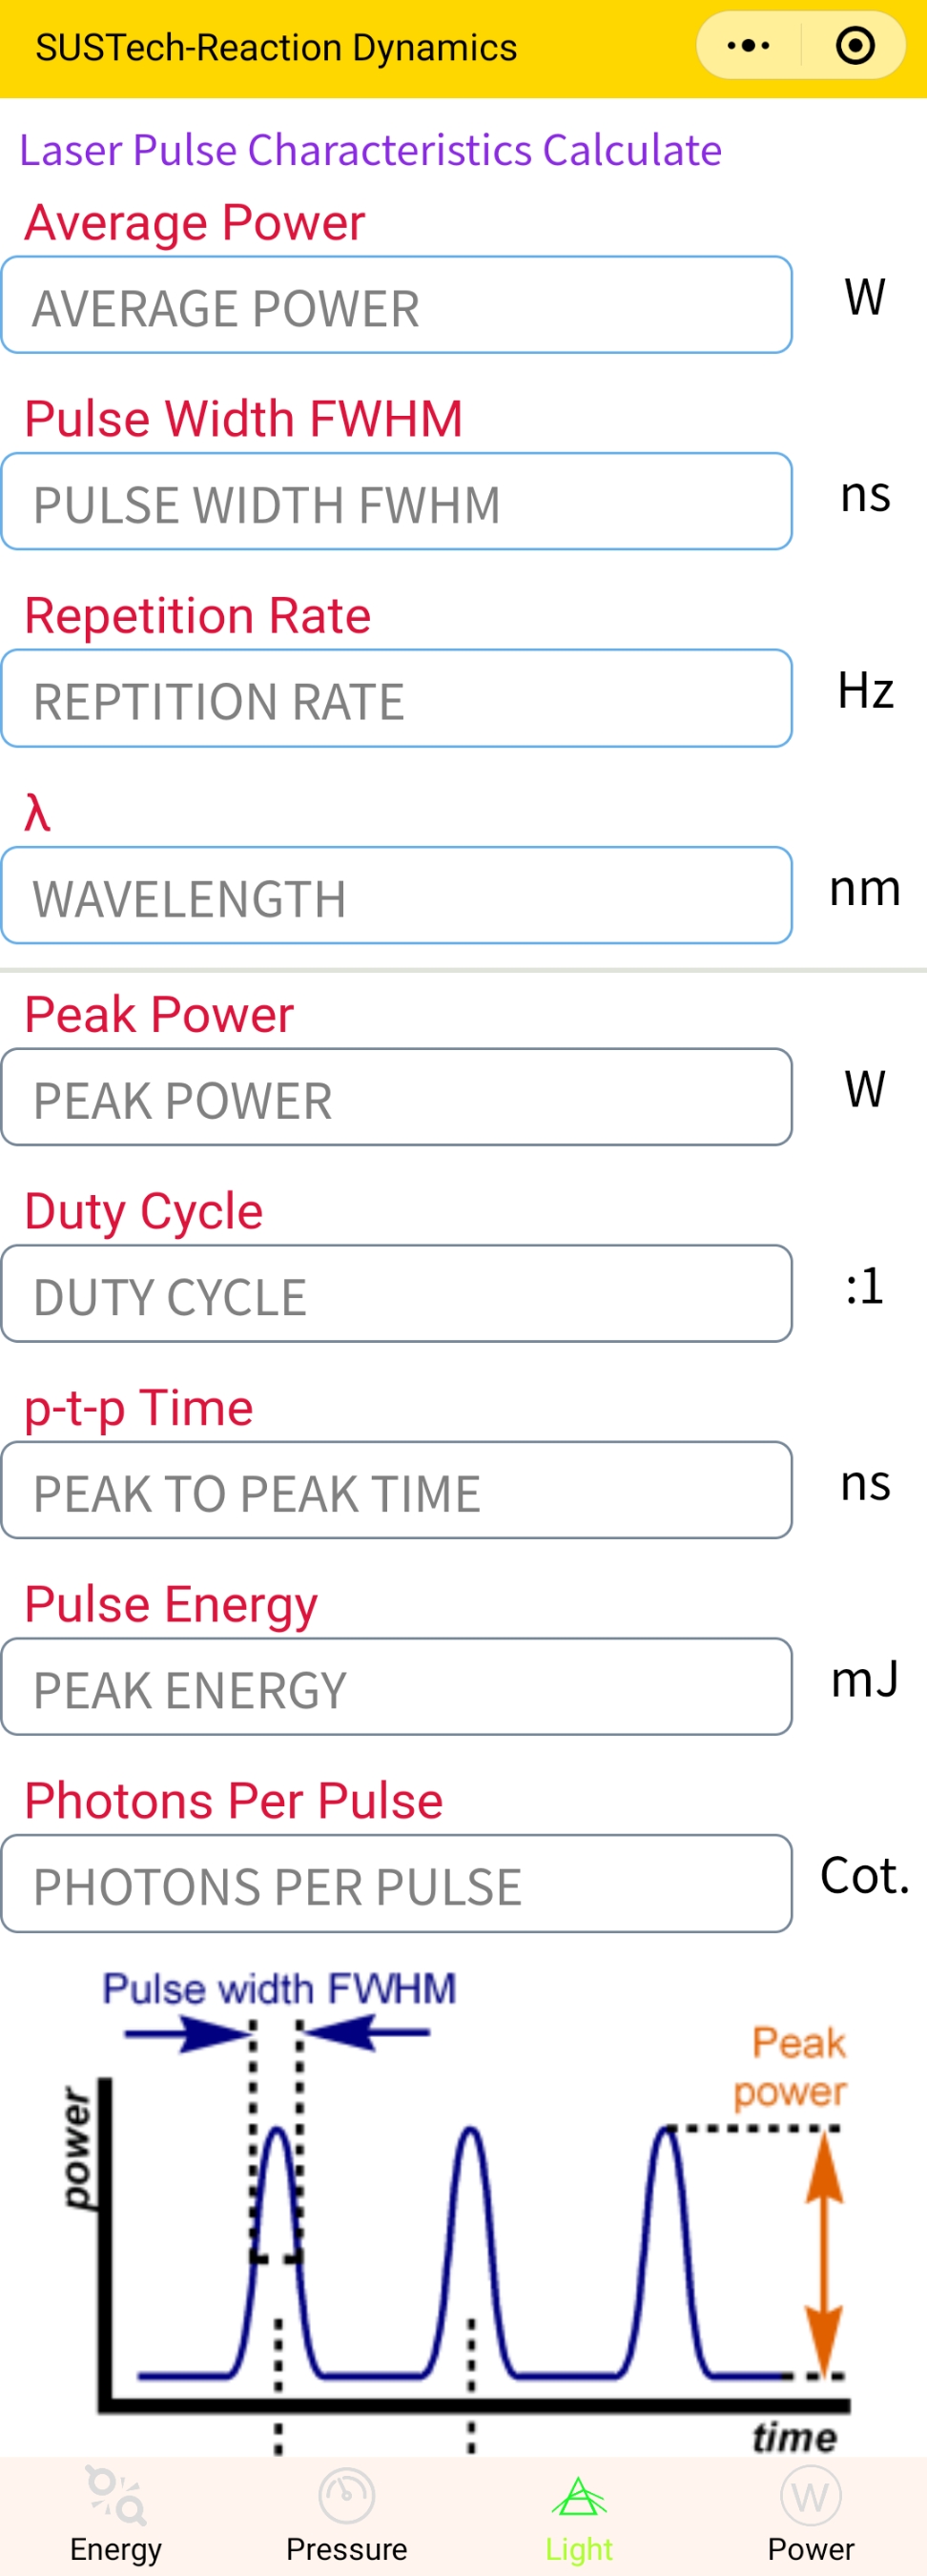 SUSTech-Reaction Dynamics
Laser Pulse Characteristics Calculate
Average Power
AVERAGE POWER W
Pulse Width FWHM
PULSE WIDTH FWHM ns
Repetition Rate
REPTITION RATE Hz
λ
WAVELENGTH nm
Peak Power
PEAK POWER W
Duty Cycle
DUTY CYCLE :1
p-t-p Time
PEAK TO PEAK TIME ns
Pulse Energy
PEAK ENERGY mJ
Photons Per Pulse
PHOTONS PER PULSE Cot.
Pulse width FWHM
Peak
power
power
time
W
Energy Pressure Light Power